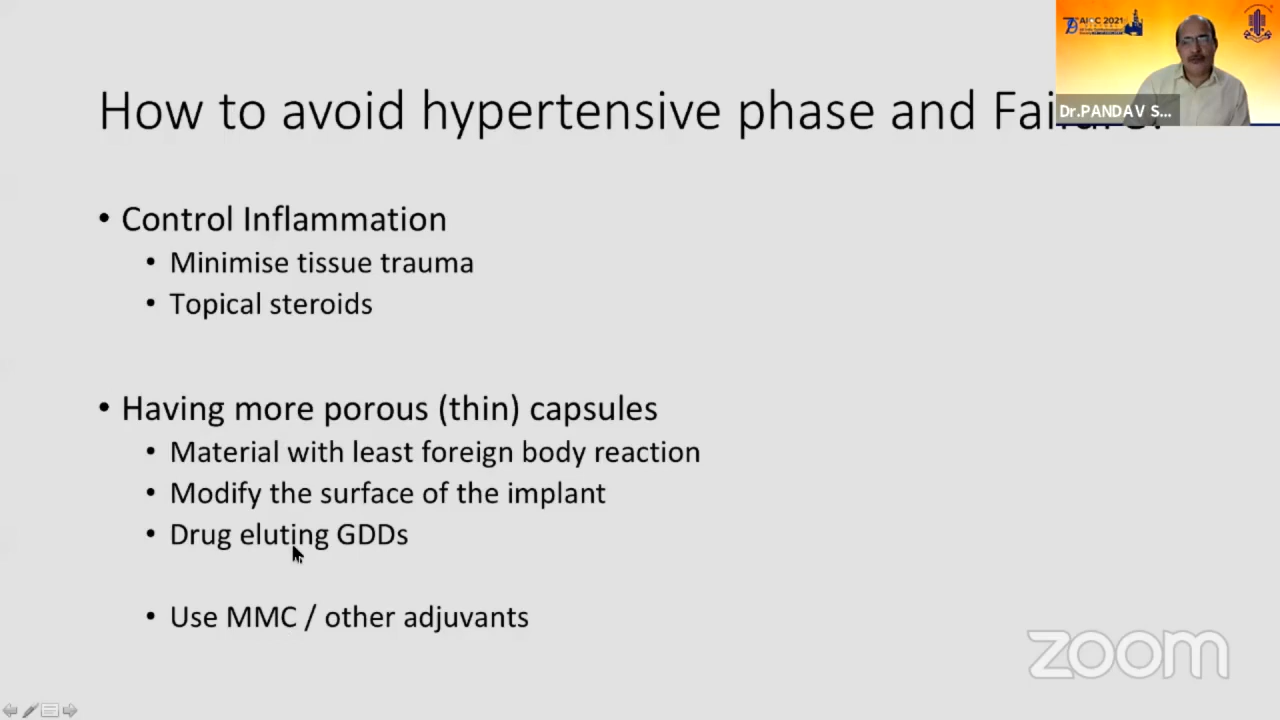 How to avoid hypertensive phase and
• Control Inflammation
• Minimise tissue trauma
• Topical steroids
• Having more porous (thin) capsules
• Material with least foreign body reaction
• Modify the surface of the implant
• Drug eluting GDDs
• Use MMC / other adjuvants
AIOC 2021
Dr.PANDAV S...
zoom